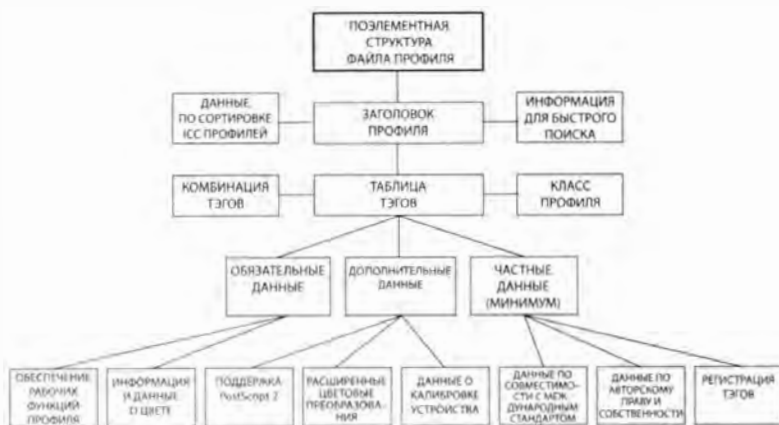 ПОЭЛЕМЕНТНАЯ
СТРУКТУРА
ФАЙЛА ПРОФИЛЯ
ДАННЫЕ
ПО СОРТИРОВКЕ
ICC ПРОФИЛЕЙ
ЗАГОЛОВОК
ПРОФИЛЯ
ИНФОРМАЦИЯ
ДЛЯ БЫСТРОГО
ПОИСКА
КОМБИНАЦИЯ
ТЭГОВ
ТАБЛИЦА
ТЭГОВ
КЛАСС
ПРОФИЛЯ
ОБЯЗАТЕЛЬНЫЕ
ДАННЫЕ
ДОПОЛНИТЕЛЬНЫЕ
ДАННЫЕ
ЧАСТНЫЕ
ДАННЫЕ
(МИНИМУМ)
ОБЕСПЕЧЕНИЕ
РАБОЧИХ
ФУНКЦИЙ
ПРОФИЛЯ
ИНФОРМАЦИЯ
И ДАННЫЕ
О ЦВЕТЕ
ПОДДЕРЖКА
PostScript 2
РАСШИРЕННЫЕ
ЦВЕТОВЫЕ
ПРЕОБРАЗОВА-
НИЯ
ДАННЫЕ О
КАЛИБРОВКЕ
УСТРОЙСТВА
ДАННЫЕ ПО
СОВМЕСТИМО-
СТИ С МЕЖ-
ДУНАРОДНЫМ
СТАНДАРТОМ
ДАННЫЕ ПО
АВТОРСКОМУ
ПРАВУ И
СОБСТВЕННОСТИ
РЕГИСТРАЦИЯ
ТЭГОВ